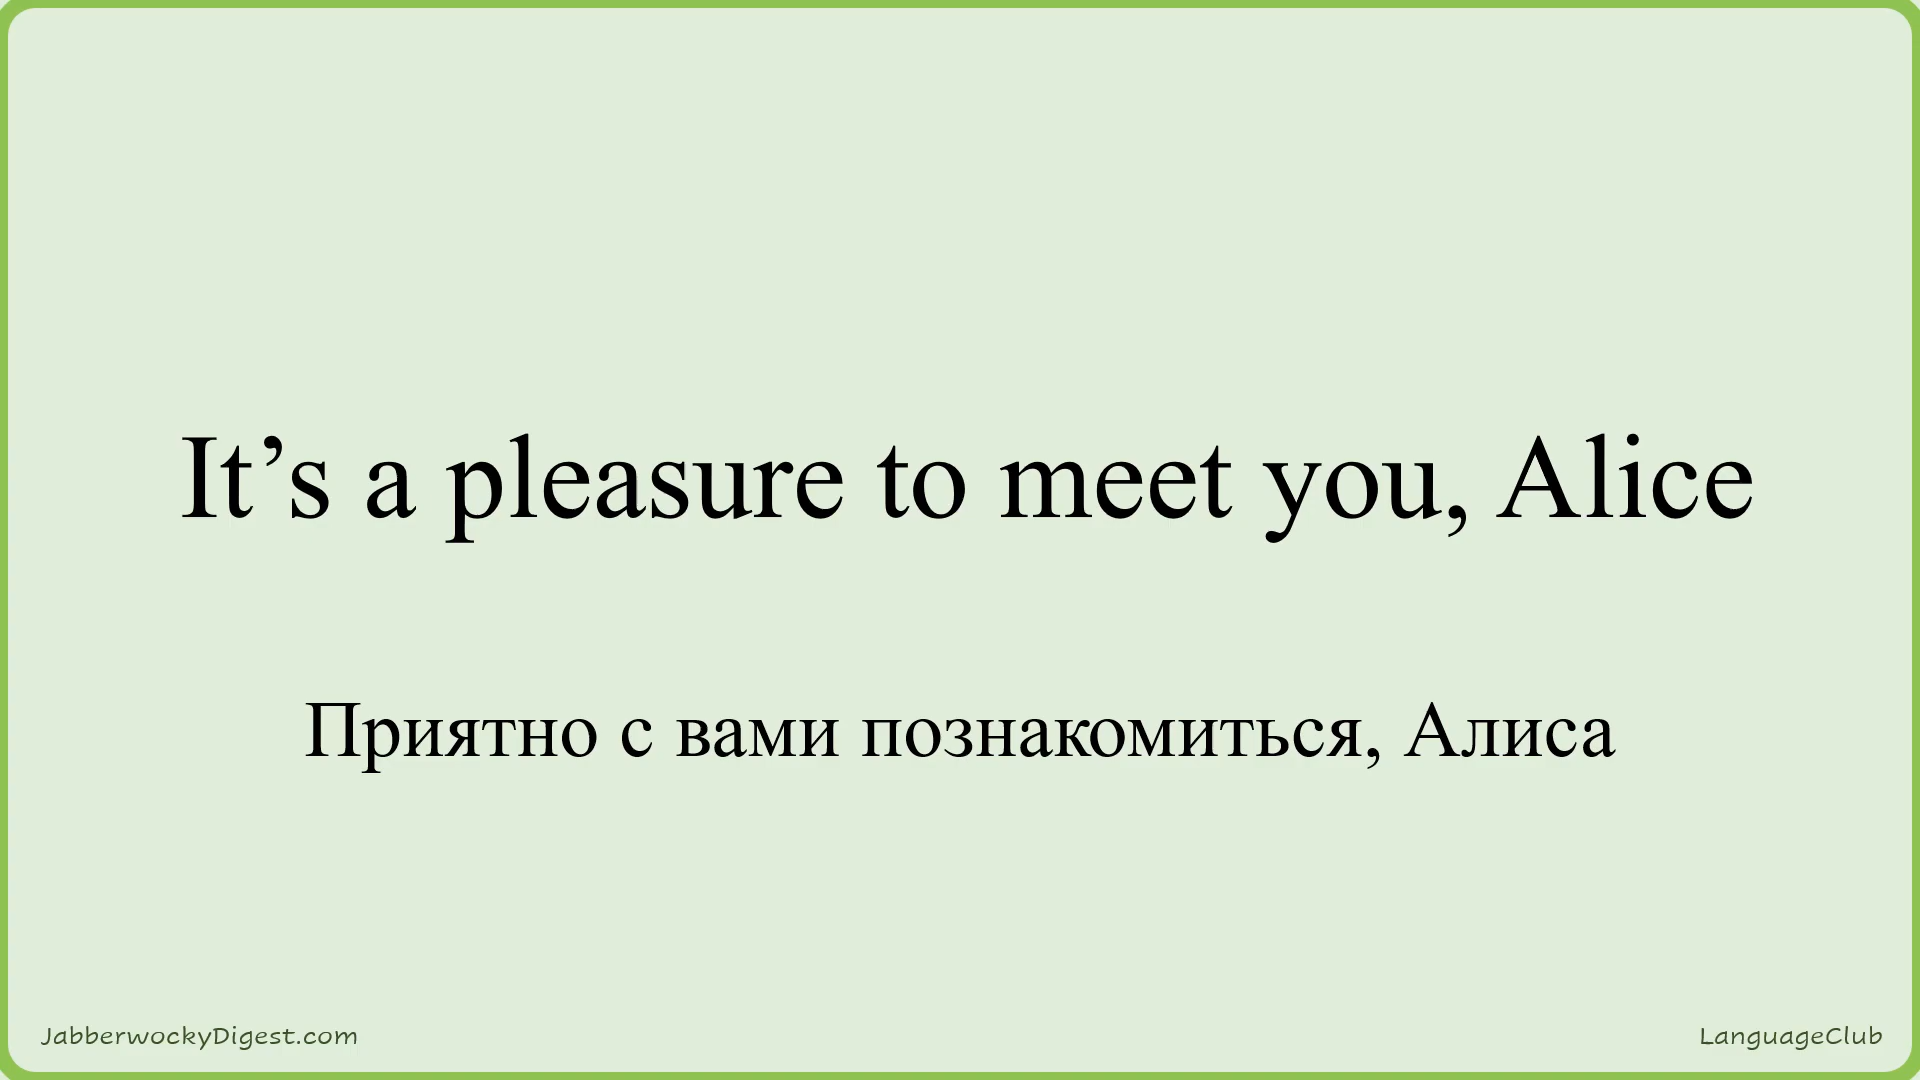 It’s a pleasure to meet you, Alice
Приятно с вами познакомиться, Алиса
JabberwockyDigest.com
LanguageClub